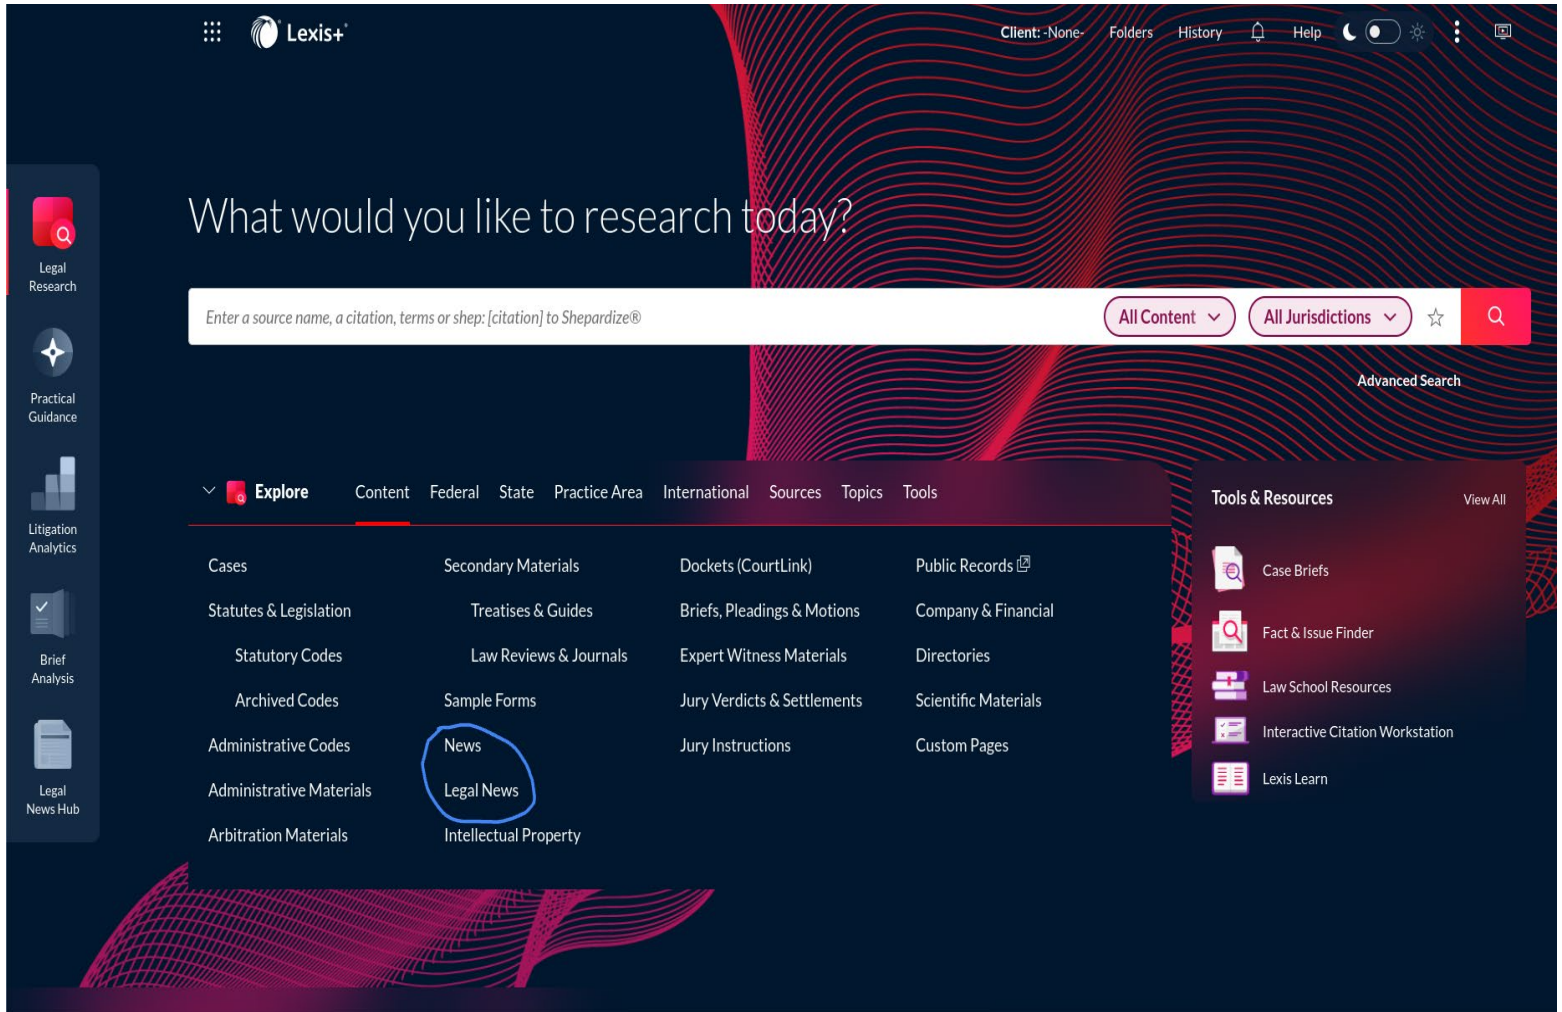 Lexis+
Client: -None- Folders History Help
What would you like to research today?
Legal
Research
Enter a source name, a citation, terms or shep: [citation] to Shepardize®
All Content
All Jurisdictions
Advanced Search
Practical
Guidance
Litigation
Analytics
Brief
Analysis
Legal
News Hub
Explore Content Federal State Practice Area International Sources Topics Tools
Cases
Statutes & Legislation
Statutory Codes
Archived Codes
Administrative Codes
Administrative Materials
Arbitration Materials
Secondary Materials
Treatises & Guides
Law Reviews & Journals
Sample Forms
News
Legal News
Intellectual Property
Dockets (CourtLink)
Briefs, Pleadings & Motions
Expert Witness Materials
Jury Verdicts & Settlements
Jury Instructions
Public Records
Company & Financial
Directories
Scientific Materials
Custom Pages
Tools & Resources View All
Case Briefs
Fact & Issue Finder
Law School Resources
Interactive Citation Workstation
Lexis Learn